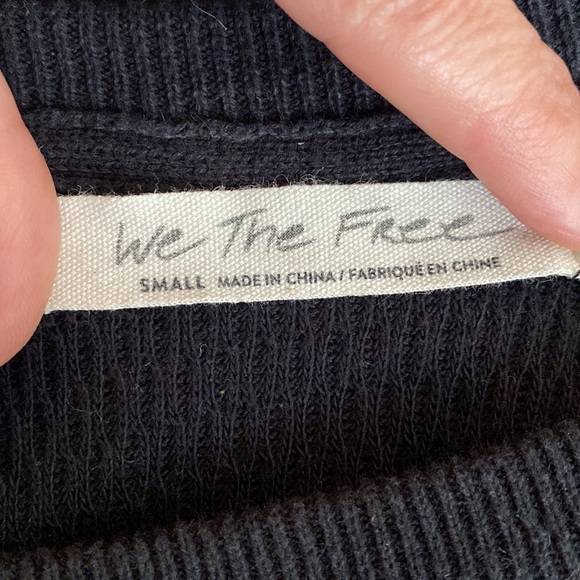 We The Free
SMALL MADE IN CHINA / FABRIQUÉ EN CHINE